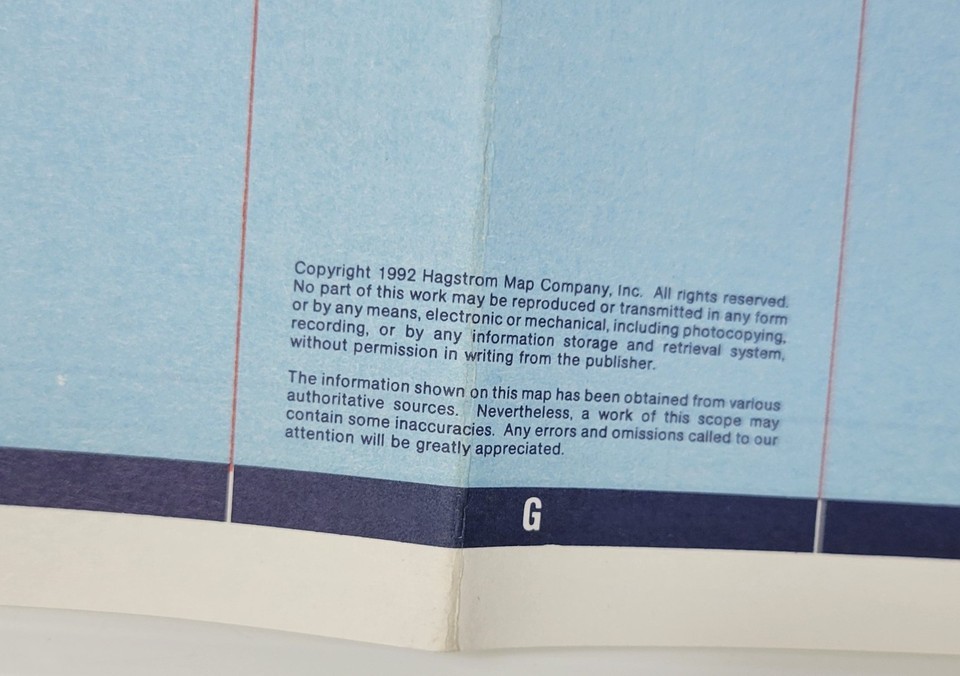 Copyright 1992 Hagstrom Map Company, Inc. All rights reserved.
No part of this work may be reproduced or transmitted in any form
or by any means, electronic or mechanical, including photocopying,
recording, or by any information storage and retrieval system,
without permission in writing from the publisher.
The information shown on this map has been obtained from various
authoritative sources. Nevertheless, a work of this scope may
contain some inaccuracies. Any errors and omissions called to our
attention will be greatly appreciated.
G